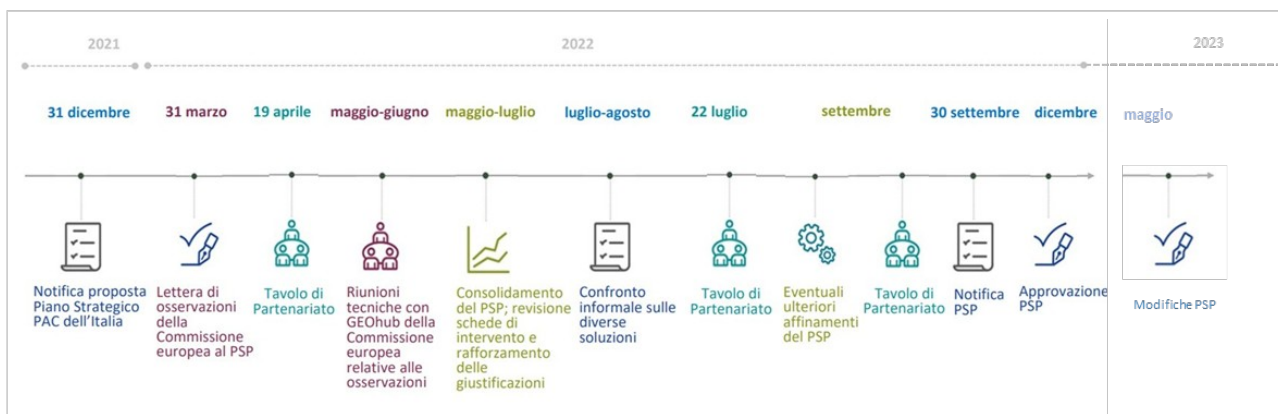 2021
2022
2023
31 dicembre
31 marzo
19 aprile
maggio-giugno
maggio-luglio
luglio-agosto
22 luglio
settembre
30 settembre
dicembre
maggio
Notifica proposta
Piano Strategico
PAC dell’Italia
Lettera di
osservazioni
della
Commissione
europea al PSP
Tavolo di
Partenariato
Riunioni
tecniche con
GEOhub della
Commissione
europea
relative alle
osservazioni
Consolidamento
del PSP; revisione
schede di
intervento e
rafforzamento
delle
giustificazioni
Confronto
informale sulle
diverse
soluzioni
Tavolo di
Partenariato
Eventuali
ulteriori
affinamenti
del PSP
Tavolo di
Partenariato
Notifica
PSP
Approvazione
PSP
Modifiche PSP